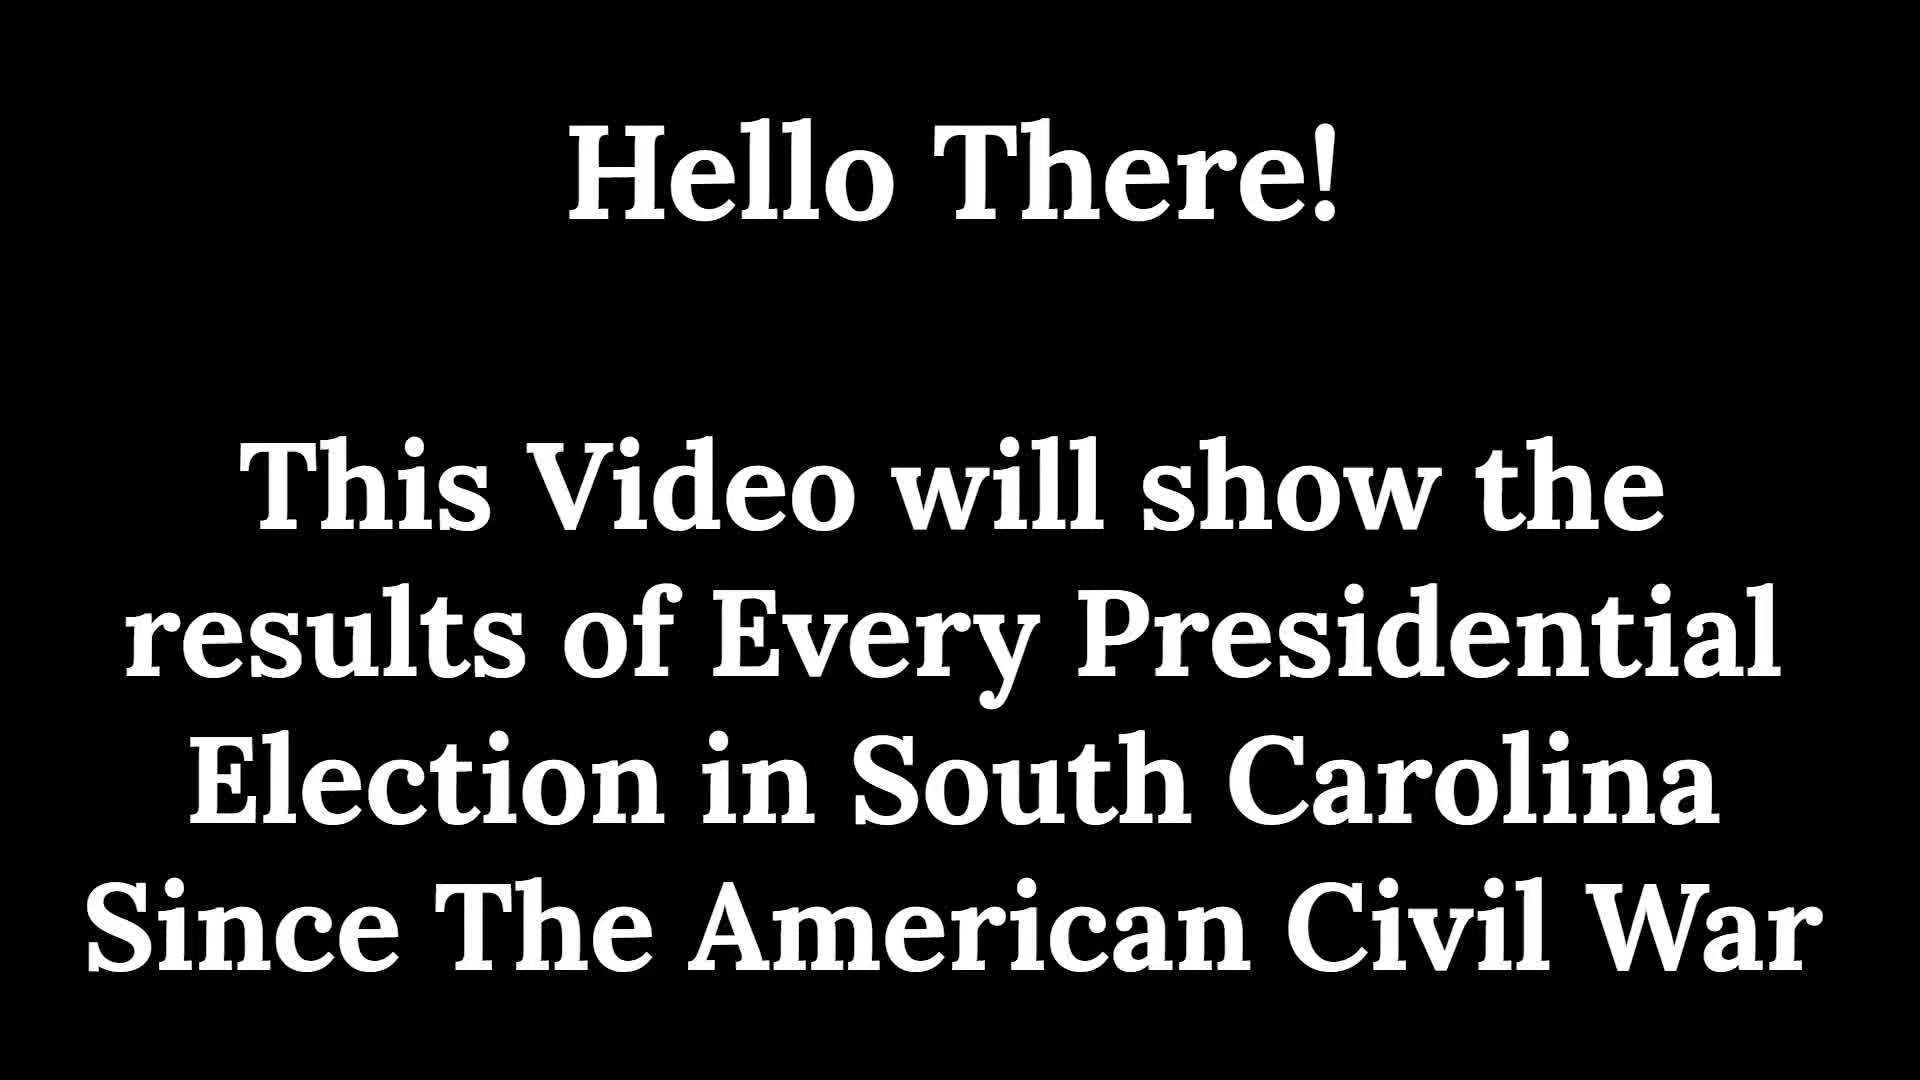 Hello There!
This Video will show the
results of Every Presidential
Election in South Carolina
Since The American Civil War